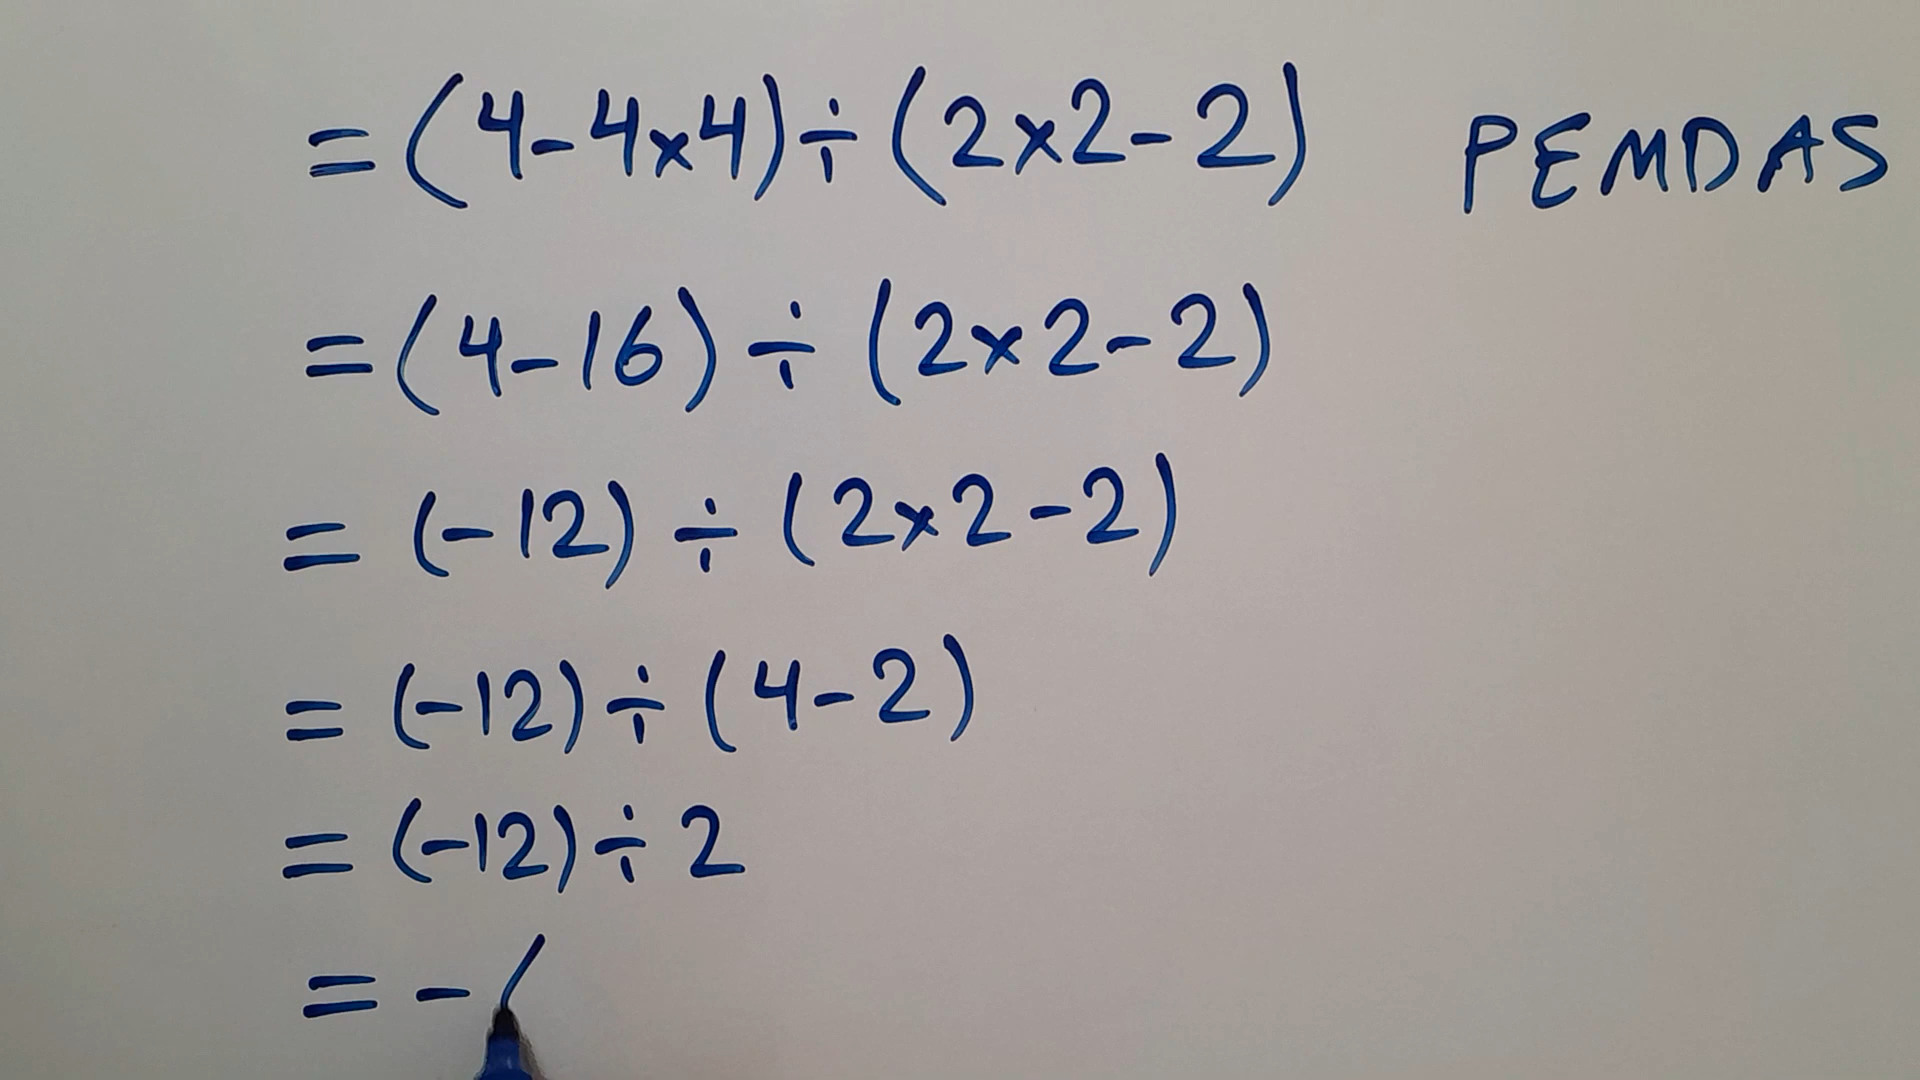 = (4-4×4) ÷ (2×2-2) PEMDAS
= (4-16) ÷ (2×2-2)
= (-12) ÷ (2×2-2)
= (-12) ÷ (4-2)
= (-12) ÷ 2
= -